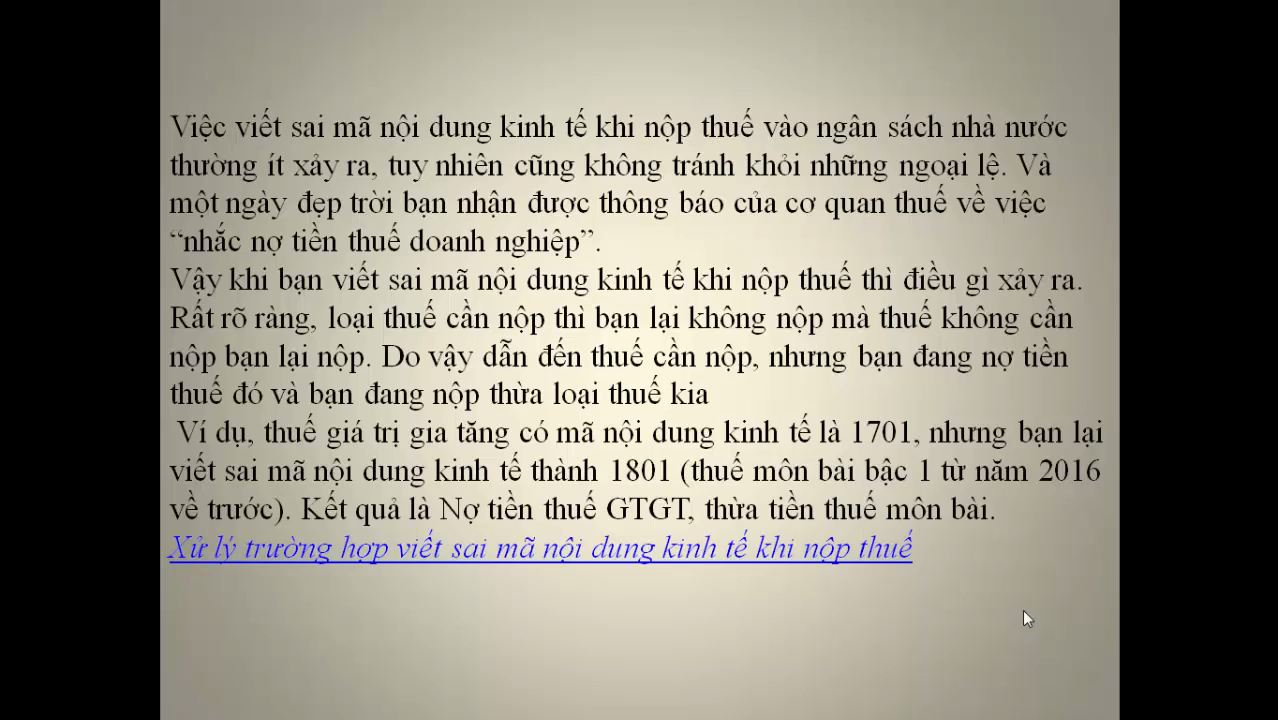 Việc viết sai mã nội dung kinh tế khi nộp thuế vào ngân sách nhà nước
thường ít xảy ra, tuy nhiên cũng không tránh khỏi những ngoại lệ. Và
một ngày đẹp trời bạn nhận được thông báo của cơ quan thuế về việc
“nhắc nợ tiền thuế doanh nghiệp”.
Vậy khi bạn viết sai mã nội dung kinh tế khi nộp thuế thì điều gì xảy ra.
Rất rõ ràng, loại thuế cần nộp thì bạn lại không nộp mà thuế không cần
nộp bạn lại nộp. Do vậy dẫn đến thuế cần nộp, nhưng bạn đang nợ tiền
thuế đó và bạn đang nộp thừa loại thuế kia
Ví dụ, thuế giá trị gia tăng có mã nội dung kinh tế là 1701, nhưng bạn lại
viết sai mã nội dung kinh tế thành 1801 (thuế môn bài bậc 1 từ năm 2016
về trước). Kết quả là Nợ tiền thuế GTGT, thừa tiền thuế môn bài.
Xử lý trường hợp viết sai mã nội dung kinh tế khi nộp thuế